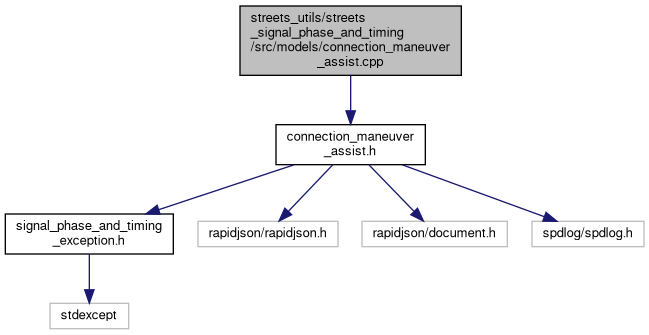 streets_utils/streets
_signal_phase_and_timing
/src/models/connection_maneuver
_assist.cpp
connection_maneuver
_assist.h
signal_phase_and_timing
_exception.h
rapidjson/rapidjson.h
rapidjson/document.h
spdlog/spdlog.h
stdexcept